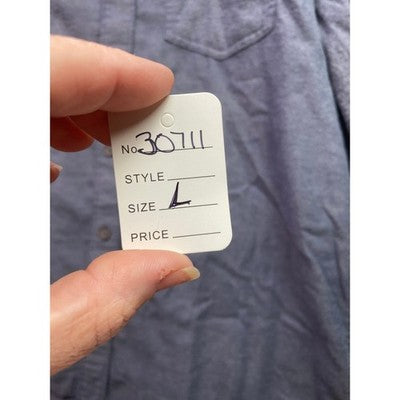 No. 30711
STYLE
SIZE L
PRICE